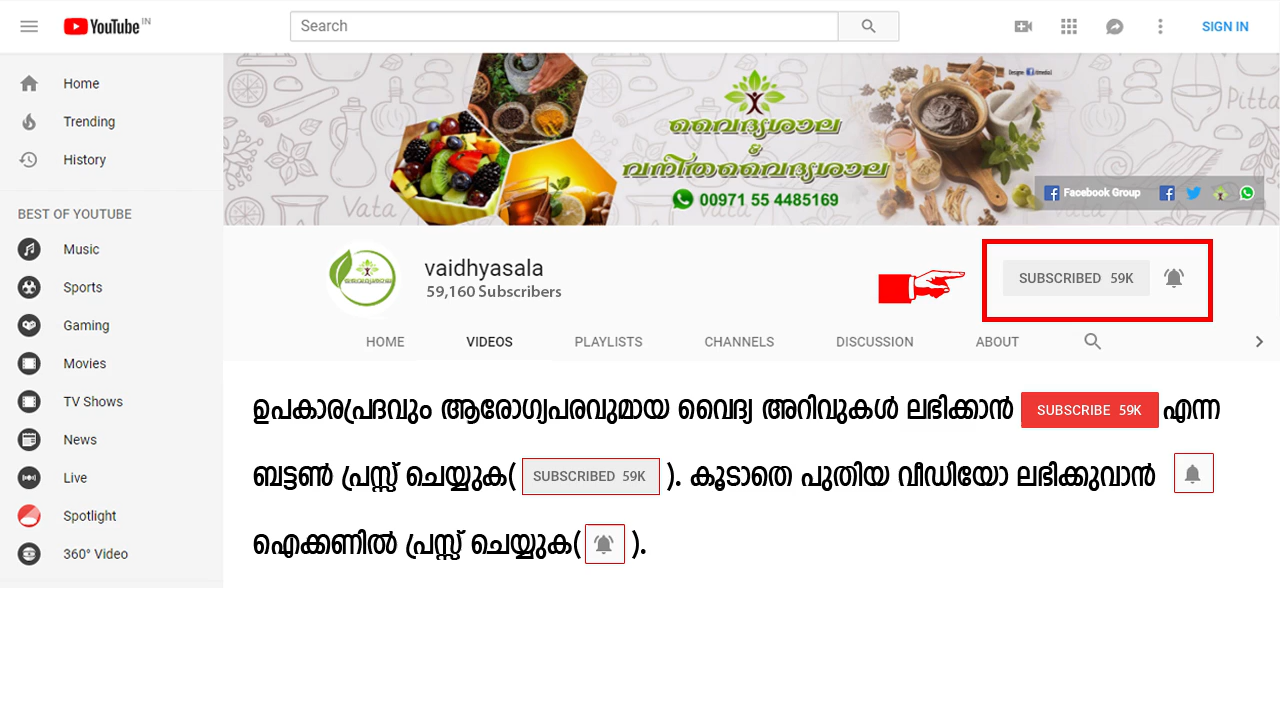 YouTube IN
Search
SIGN IN
Home
Trending
History
BEST OF YOUTUBE
Music
Sports
Gaming
Movies
TV Shows
News
Live
Spotlight
360° Video
Pitta
Vata
Vata
വൈദ്യശാല
&
വനിതവൈദ്യശാല
00971 55 4485169
Facebook Group
vaidhyasala
59,160 Subscribers
SUBSCRIBED 59K
HOME VIDEOS PLAYLISTS CHANNELS DISCUSSION ABOUT
ഉപകാരപ്രദവും ആരോഗ്യപരവുമായ വൈദ്യ അറിവുകൾ ലഭിക്കാൻ SUBSCRIBE 59K എന്ന
ബട്ടൺ പ്രസ്സ് ചെയ്യുക( SUBSCRIBED 59K ). കൂടാതെ പുതിയ വീഡിയോ ലഭിക്കുവാൻ
ഐക്കണിൽ പ്രസ്സ് ചെയ്യുക( ).